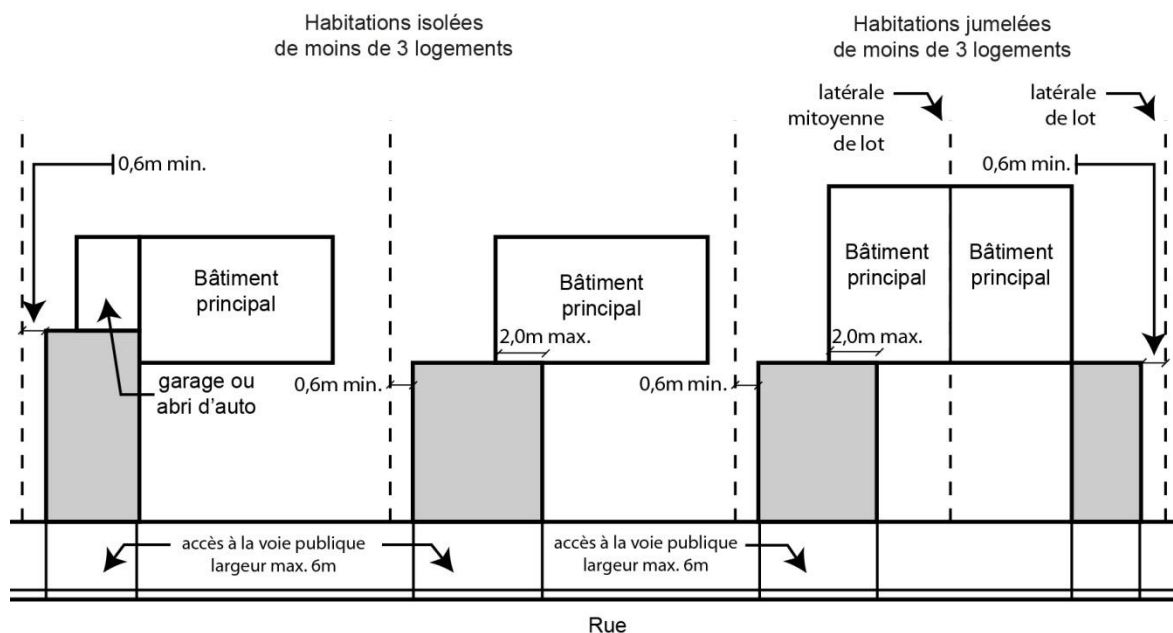 Habitations isolées
de moins de 3 logements
Habitations jumelées
de moins de 3 logements
latérale
mitoyenne
de lot
latérale
de lot
0,6m min.
0,6m min.
Bâtiment
principal
Bâtiment
principal
Bâtiment
principal
Bâtiment
principal
2,0m max.
2,0m max.
garage ou
abri d'auto
0,6m min.
0,6m min.
accès à la voie publique
largeur max. 6m
accès à la voie publique
largeur max. 6m
Rue